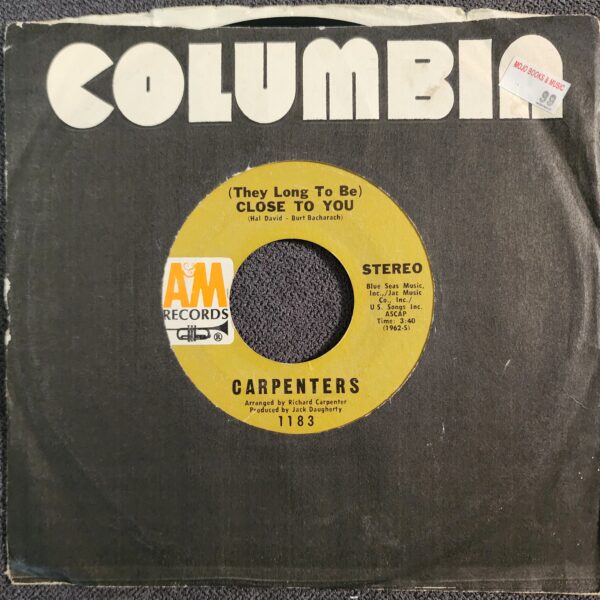 COLUMBIA
MOJO BOOKS & MUSIC
.99
(They Long To Be)
CLOSE TO YOU
(Hal David - Burt Bacharach)
A&M
RECORDS
®
STEREO
Blue Seas Music,
Inc.,/Jac Music
Co., Inc./
U.S. Songs Inc.
ASCAP
Time: 3:40
(1962-S)
CARPENTERS
Arranged by Richard Carpenter
Produced by Jack Daugherty
1183